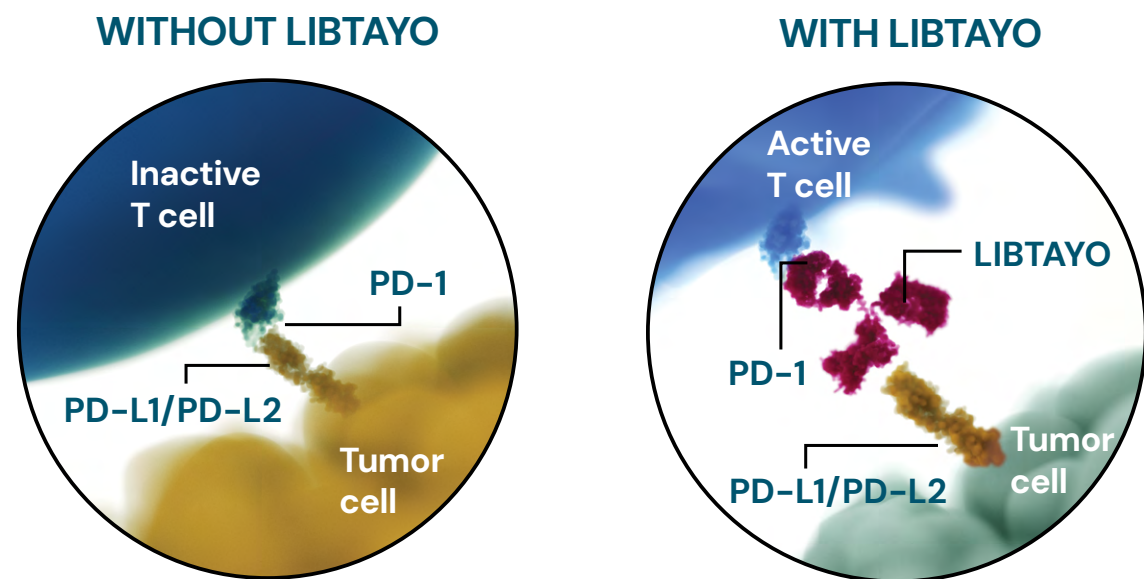 WITHOUT LIBTAYO
Inactive
T cell
PD-1
PD-L1/PD-L2
Tumor
cell
WITH LIBTAYO
Active
T cell
LIBTAYO
PD-1
PD-L1/PD-L2
Tumor
cell